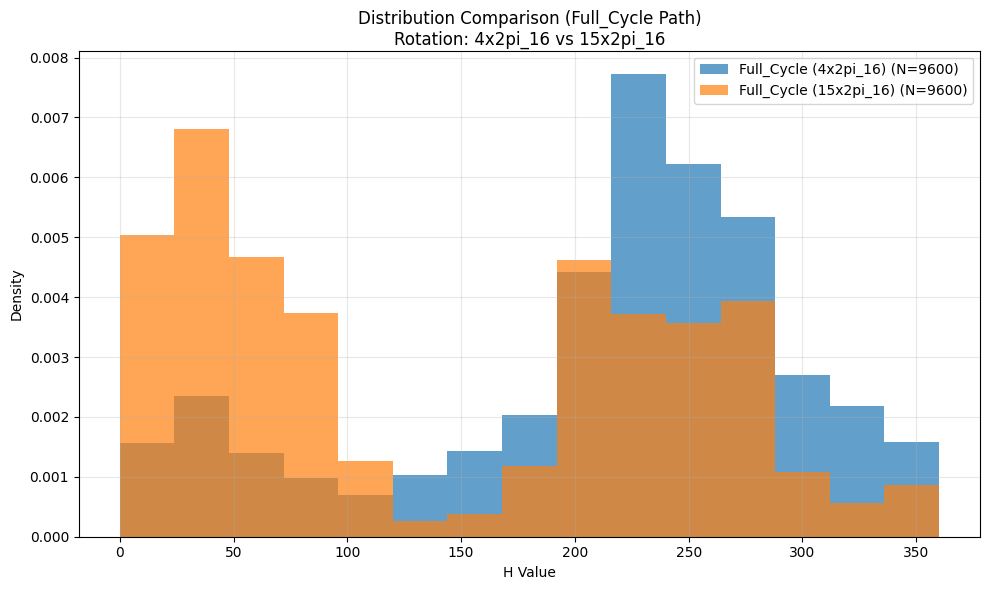 Distribution Comparison (Full_Cycle Path)
Rotation: 4x2pi_16 vs 15x2pi_16
Full_Cycle (4x2pi_16) (N=9600)
Full_Cycle (15x2pi_16) (N=9600)
Density
0.008
0.007
0.006
0.005
0.004
0.003
0.002
0.001
0.000
0 50 100 150 200 250 300 350
H Value